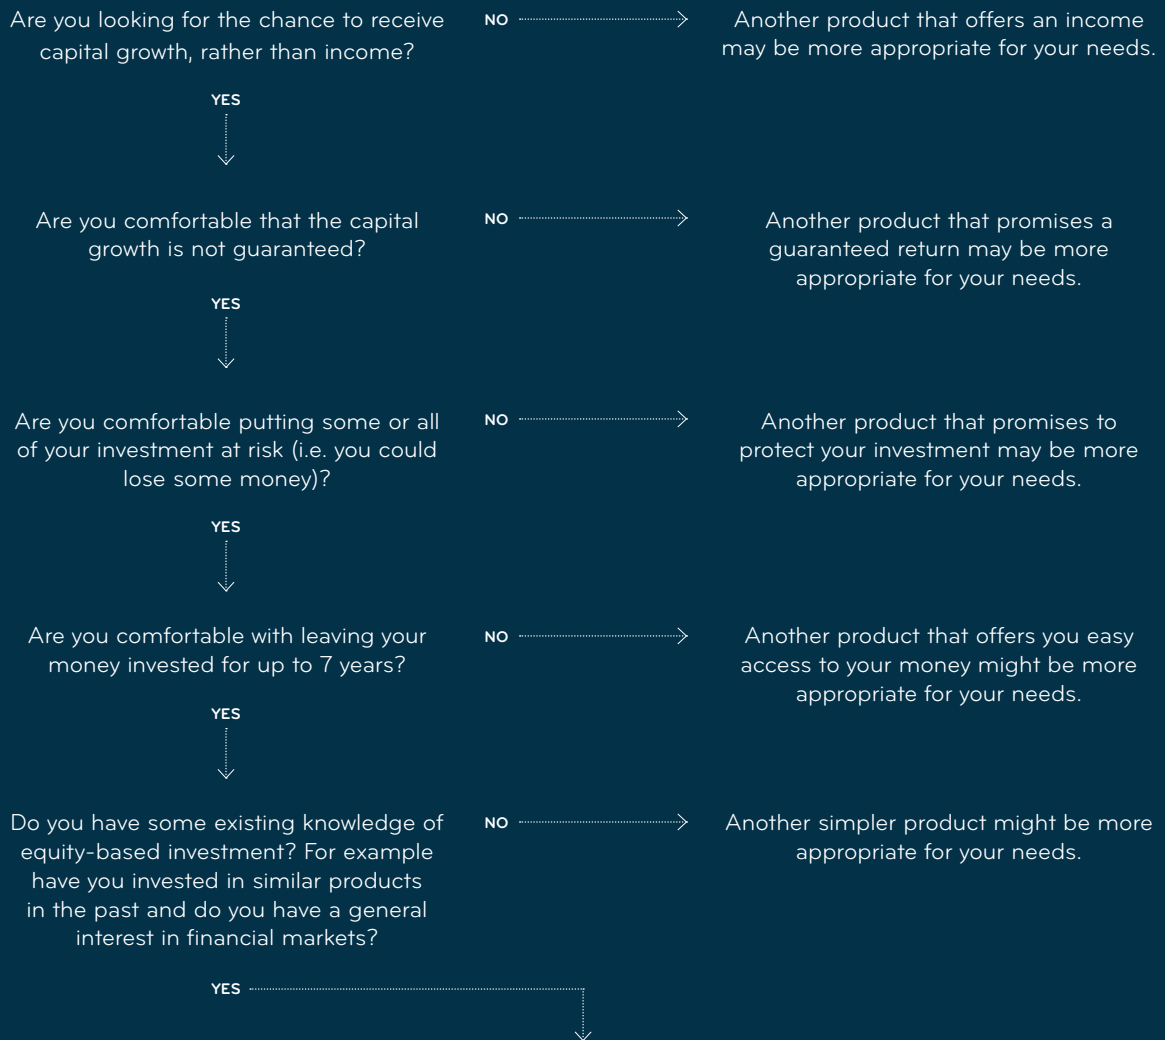 Are you looking for the chance to receive
capital growth, rather than income?
NO
Another product that offers an income
may be more appropriate for your needs.
YES
Are you comfortable that the capital
growth is not guaranteed?
NO
Another product that promises a
guaranteed return may be more
appropriate for your needs.
YES
Are you comfortable putting some or all
of your investment at risk (i.e. you could
lose some money)?
NO
Another product that promises to
protect your investment may be more
appropriate for your needs.
YES
Are you comfortable with leaving your
money invested for up to 7 years?
NO
Another product that offers you easy
access to your money might be more
appropriate for your needs.
YES
Do you have some existing knowledge of
equity-based investment? For example
have you invested in similar products
in the past and do you have a general
interest in financial markets?
NO
Another simpler product might be more
appropriate for your needs.
YES